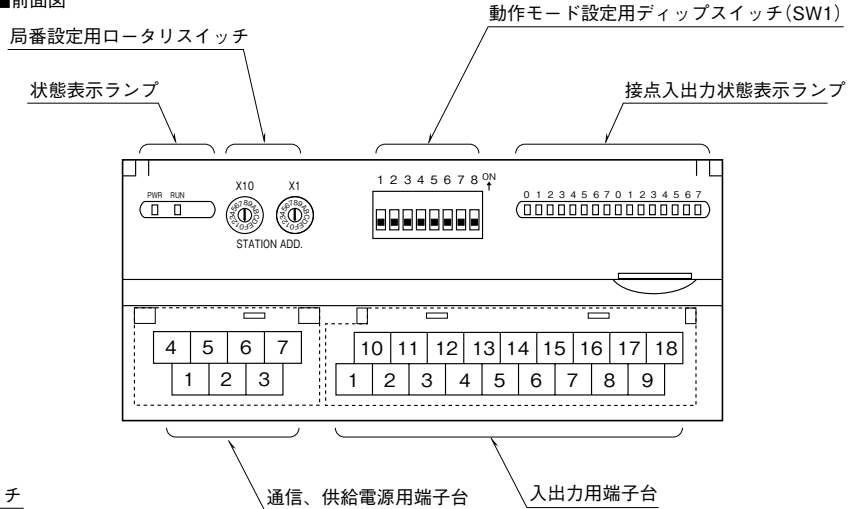 ■前面図
動作モード設定用ディップスイッチ(SW1)
局番設定用ロータリスイッチ
状態表示ランプ
接点入出力状態表示ランプ
PWR RUN
X10 X1
0123456789ABCDEF 0123456789ABCDEF
STATION ADD.
1 2 3 4 5 6 7 8 ON
↑
0 1 2 3 4 5 6 7 0 1 2 3 4 5 6 7
4 5 6 7
1 2 3
10 11 12 13 14 15 16 17 18
1 2 3 4 5 6 7 8 9
チ
通信、供給電源用端子台
入出力用端子台